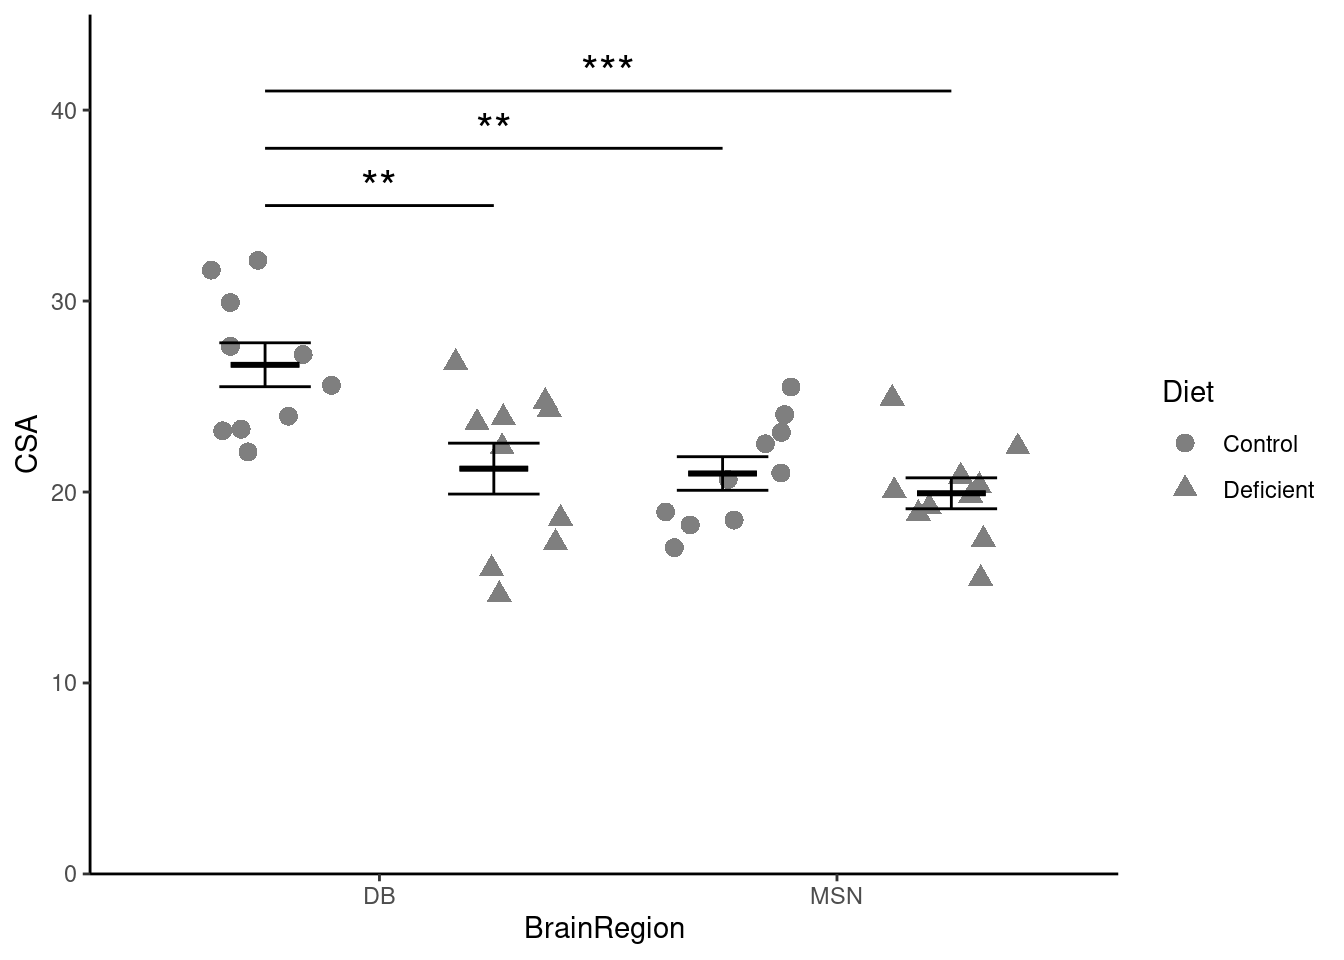 ***
40
**
**
30
Diet
CSA
Control
20
Deficient
10
0
DB
MSN
BrainRegion